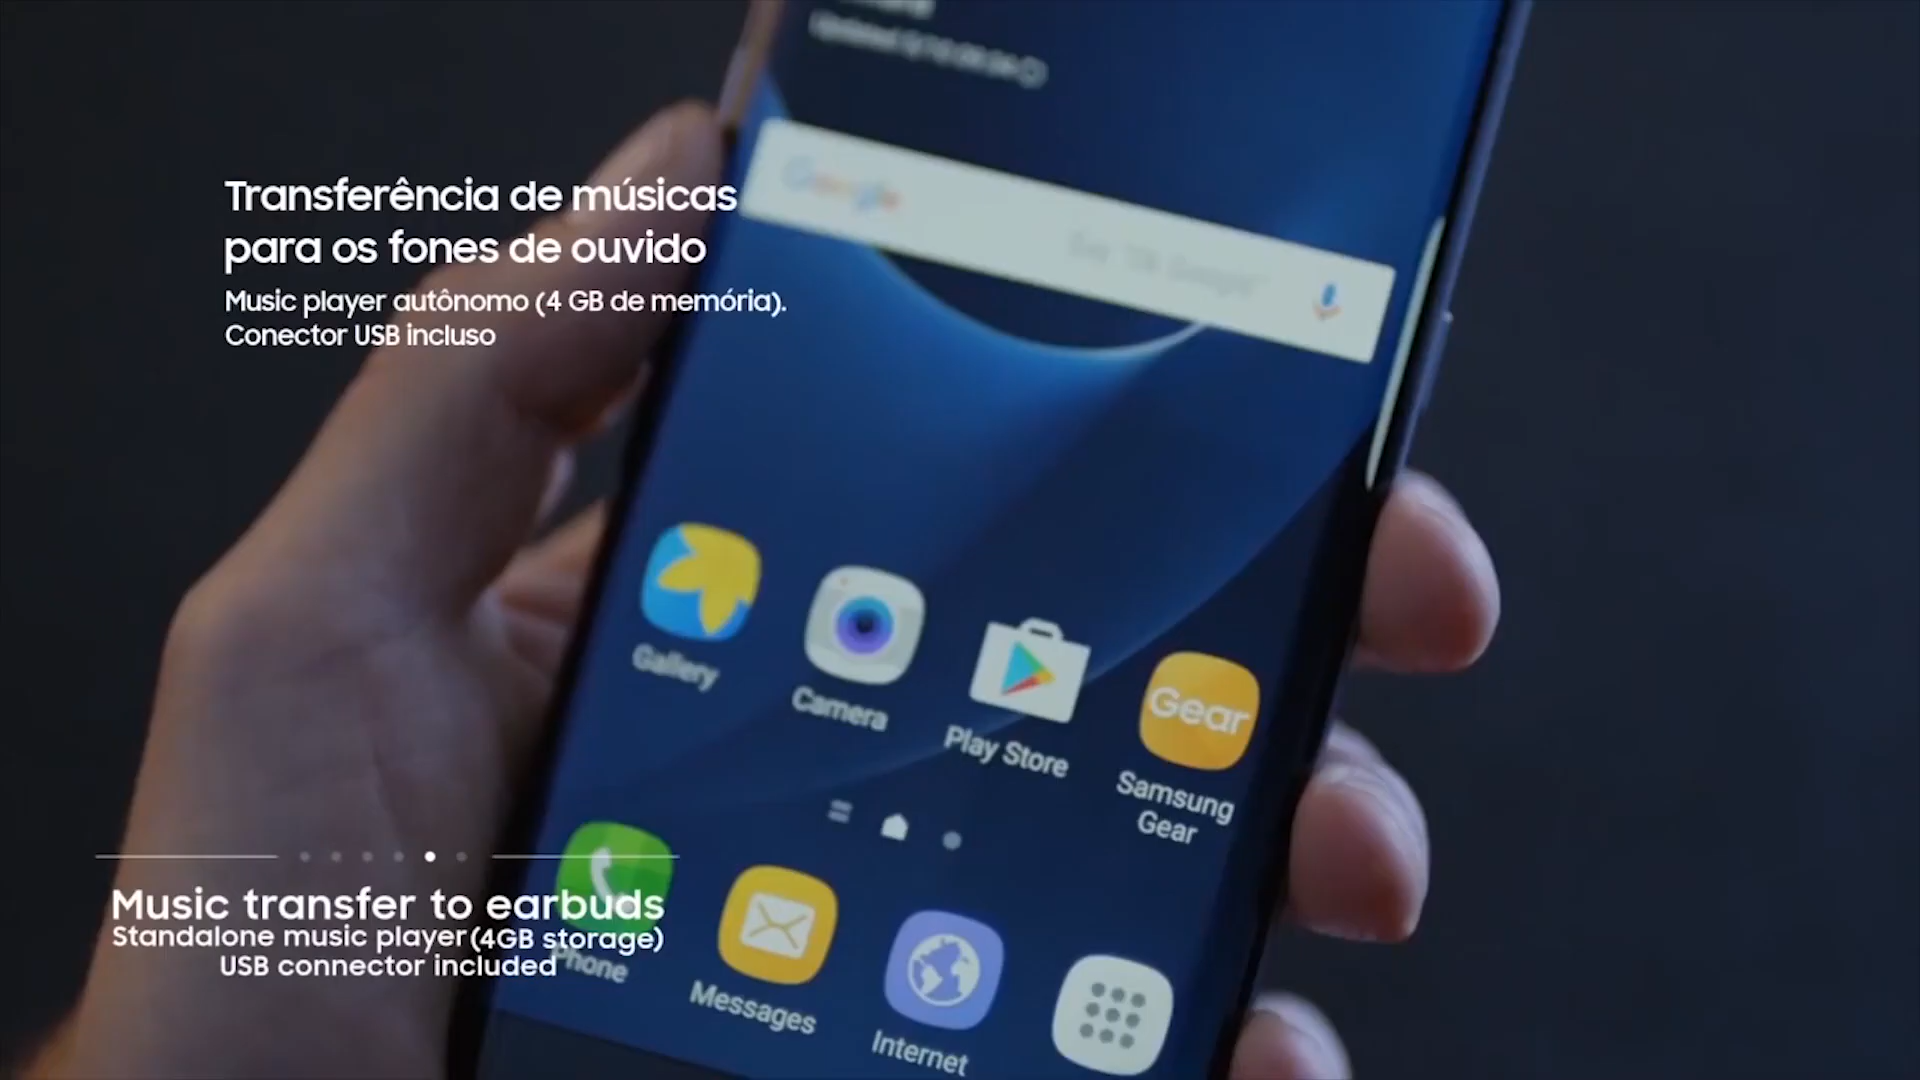 Transferência de músicas
para os fones de ouvido
Music player autônomo (4 GB de memória).
Conector USB incluso
Google
Gallery
Camera
Play Store
Gear
Samsung
Gear
Music transfer to earbuds
Standalone music player(4GB storage)
USB connector included
Phone
Messages
Internet